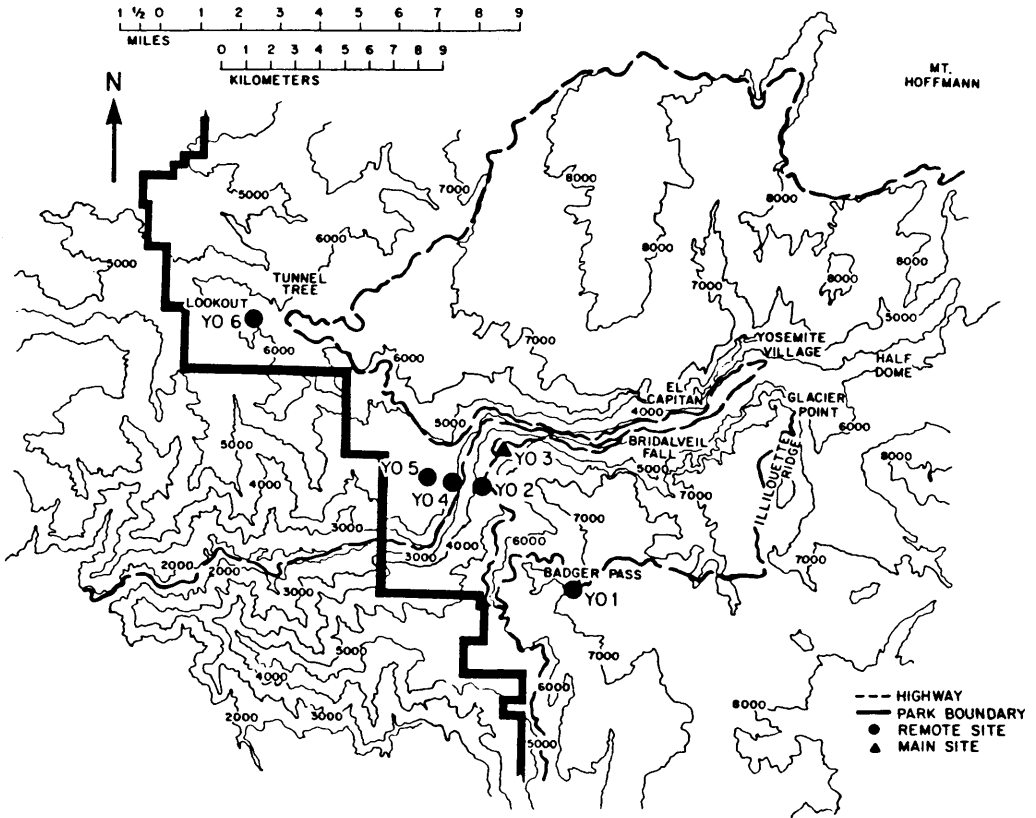 1 ½ 0 1 2 3 4 5 6 7 8 9
MILES
0 1 2 3 4 5 6 7 8 9
KILOMETERS
N
MT.
HOFFMANN
7000
8000
5000
8000
8000
6000
8000
5000
7000
8000
8000
TUNNEL
TREE
LOOKOUT
YO 6
5000
6000
7000
YOSEMITE
VILLAGE
6000
HALF
DOME
EL
CAPITAN
GLACIER
POINT
4000
5000
6000
BRIDALVEIL
FALL
5000
YO 3
5000
8000
YO 5
YO 4
YO 2
ILLILOUETTE
RIDGE
4000
7000
3000
7000
4000
6000
3000
2000
2000
7000
BADGER PASS
3000
YO 1
5000
7000
4000
6000
8000
2000
3000
5000
HIGHWAY
PARK BOUNDARY
REMOTE SITE
MAIN SITE